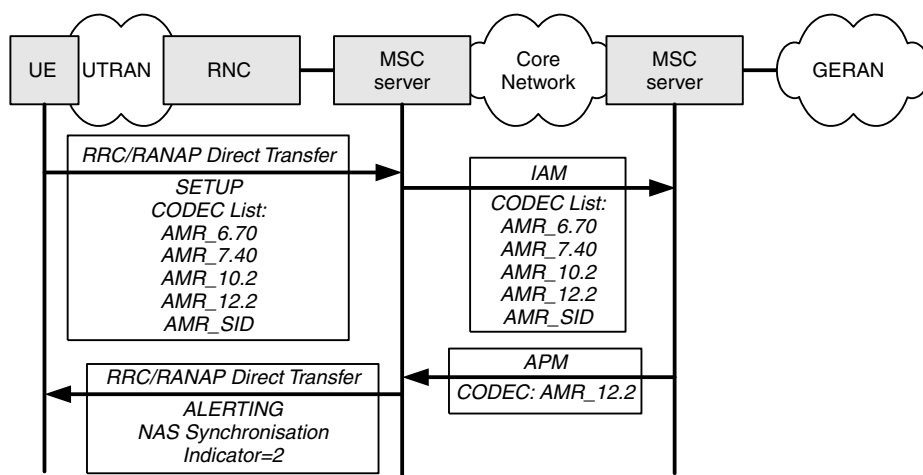 UE
UTRAN
RNC
MSC
server
Core
Network
MSC
server
GERAN
RRC/RANAP Direct Transfer
SETUP
CODEC List:
AMR_6.70
AMR_7.40
AMR_10.2
AMR_12.2
AMR_SID
IAM
CODEC List:
AMR_6.70
AMR_7.40
AMR_10.2
AMR_12.2
AMR_SID
APM
CODEC: AMR_12.2
RRC/RANAP Direct Transfer
ALERTING
NAS Synchronisation
Indicator=2